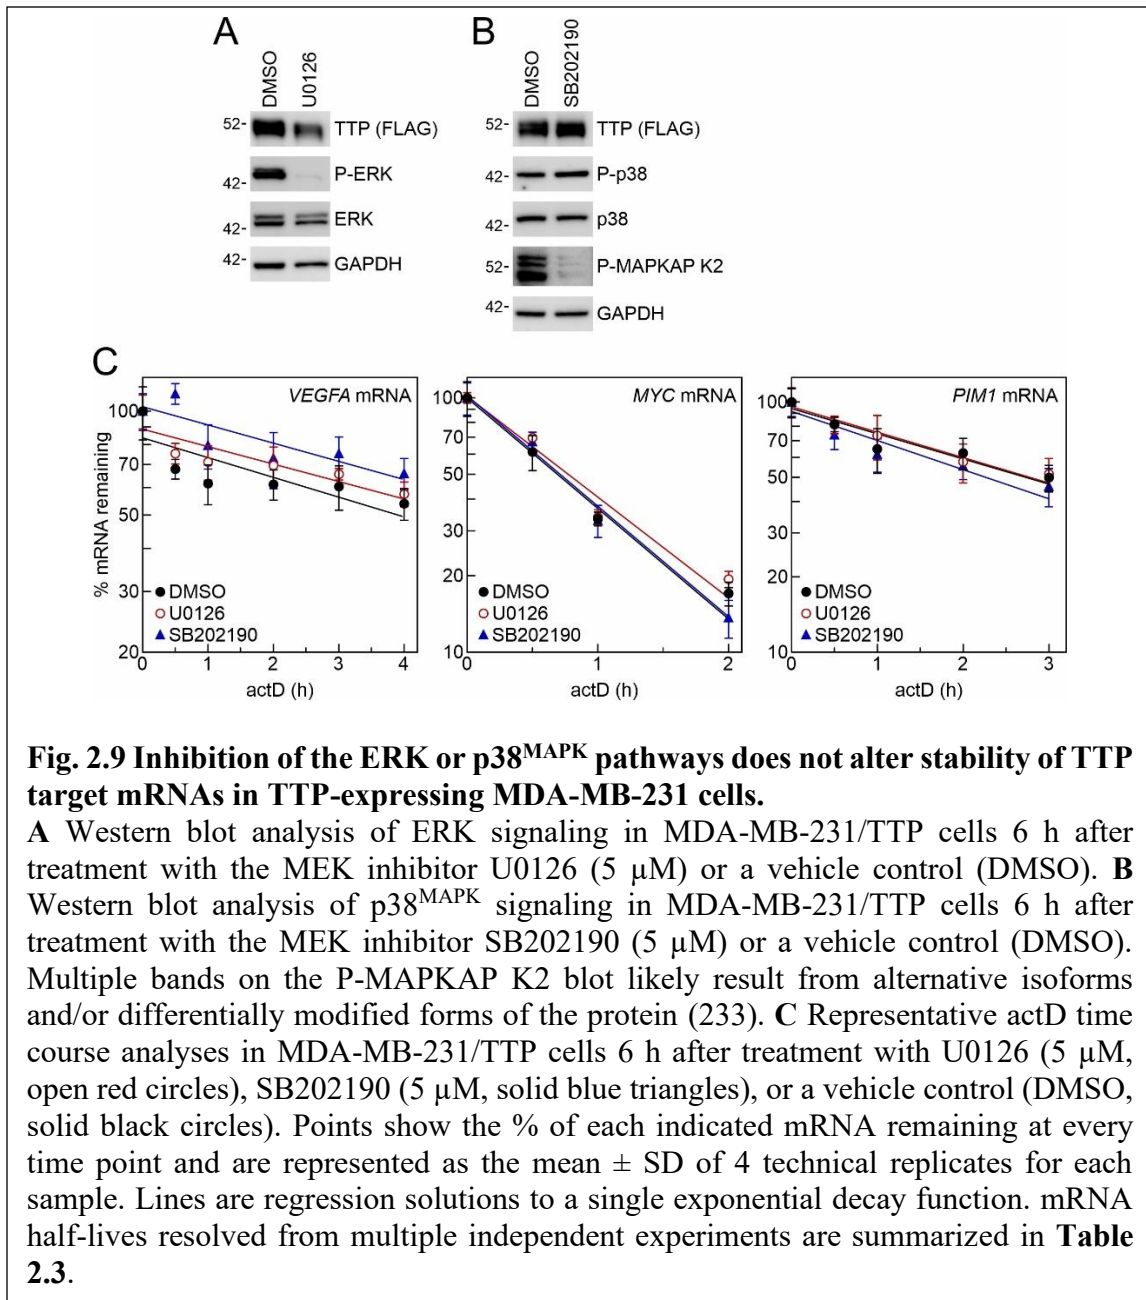 A
B
DMSO
U0126
DMSO
SB202190
52-
TTP (FLAG)
42-
P-ERK
42-
ERK
42-
GAPDH
52-
TTP (FLAG)
42-
P-p38
42-
p38
52-
P-MAPKAP K2
42-
GAPDH
C
% mRNA remaining
100
70
50
30
20
VEGFA mRNA
DMSO
U0126
SB202190
0 1 2 3 4
actD (h)
100
70
50
30
20
10
MYC mRNA
DMSO
U0126
SB202190
0 1 2
actD (h)
100
70
50
30
20
10
PIM1 mRNA
DMSO
U0126
SB202190
0 1 2 3
actD (h)
Fig. 2.9 Inhibition of the ERK or p38MAPK pathways does not alter stability of TTP
target mRNAs in TTP-expressing MDA-MB-231 cells.
A Western blot analysis of ERK signaling in MDA-MB-231/TTP cells 6 h after
treatment with the MEK inhibitor U0126 (5 µM) or a vehicle control (DMSO). B
Western blot analysis of p38MAPK signaling in MDA-MB-231/TTP cells 6 h after
treatment with the MEK inhibitor SB202190 (5 µM) or a vehicle control (DMSO).
Multiple bands on the P-MAPKAP K2 blot likely result from alternative isoforms
and/or differentially modified forms of the protein (233). C Representative actD time
course analyses in MDA-MB-231/TTP cells 6 h after treatment with U0126 (5 µM,
open red circles), SB202190 (5 µM, solid blue triangles), or a vehicle control (DMSO,
solid black circles). Points show the % of each indicated mRNA remaining at every
time point and are represented as the mean ± SD of 4 technical replicates for each
sample. Lines are regression solutions to a single exponential decay function. mRNA
half-lives resolved from multiple independent experiments are summarized in Table
2.3.